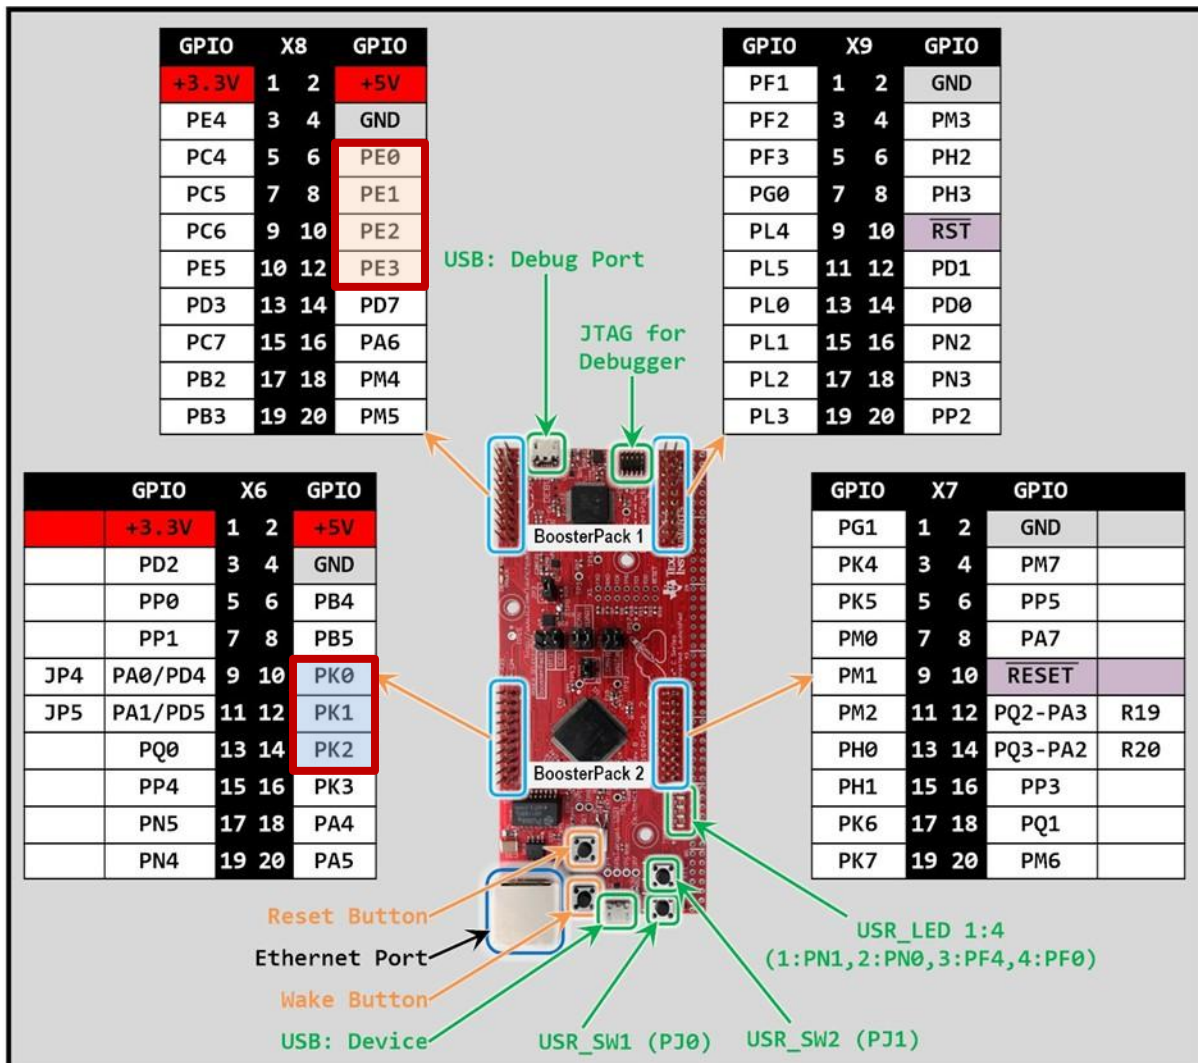 GPIO X8 GPIO
+3.3V 1 2 +5V
PE4 3 4 GND
PC4 5 6 PE0
PC5 7 8 PE1
PC6 9 10 PE2
PE5 10 12 PE3
PD3 13 14 PD7
PC7 15 16 PA6
PB2 17 18 PM4
PB3 19 20 PM5
GPIO X9 GPIO
PF1 1 2 GND
PF2 3 4 PM3
PF3 5 6 PH2
PG0 7 8 PH3
PL4 9 10 RST
PL5 11 12 PD1
PL0 13 14 PD0
PL1 15 16 PN2
PL2 17 18 PN3
PL3 19 20 PP2
USB: Debug Port
JTAG for
Debugger
BoosterPack 1
BoosterPack 2
GPIO X6 GPIO
+3.3V 1 2 +5V
PD2 3 4 GND
PP0 5 6 PB4
PP1 7 8 PB5
JP4 PA0/PD4 9 10 PK0
JP5 PA1/PD5 11 12 PK1
PQ0 13 14 PK2
PP4 15 16 PK3
PN5 17 18 PA4
PN4 19 20 PA5
GPIO X7 GPIO
PG1 1 2 GND
PK4 3 4 PM7
PK5 5 6 PP5
PM0 7 8 PA7
PM1 9 10 RESET
PM2 11 12 PQ2-PA3 R19
PH0 13 14 PQ3-PA2 R20
PH1 15 16 PP3
PK6 17 18 PQ1
PK7 19 20 PM6
Reset Button
Ethernet Port
Wake Button
USB: Device
USR_SW1 (PJ0)
USR_SW2 (PJ1)
USR_LED 1:4
(1:PN1,2:PN0,3:PF4,4:PF0)